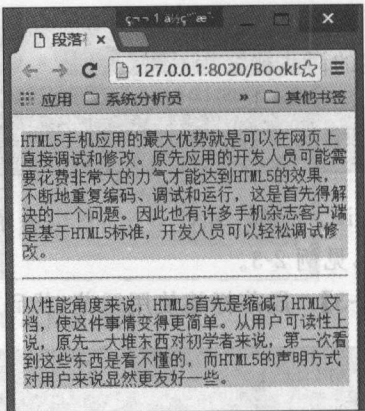 段落
127.0.0.1:8020/Book
应用 系统分析员 » 其他书签
HTML5手机应用的最大优势就是可以在网页上
直接调试和修改。原先应用的开发人员可能需
要花费非常大的力气才能达到HTML5的效果,
不断地重复编码、调试和运行,这是首先得解
决的一个问题。因此也有许多手机杂志客户端
是基于HTML5标准,开发人员可以轻松调试修
改。
从性能角度来说,HTML5首先是缩减了HTML文
档,使这件事情变得更简单。从用户可读性上
说,原先一大堆东西对初学者来说,第一次看
到这些东西是看不懂的,而HTML5的声明方式
对用户来说显然更友好一些。